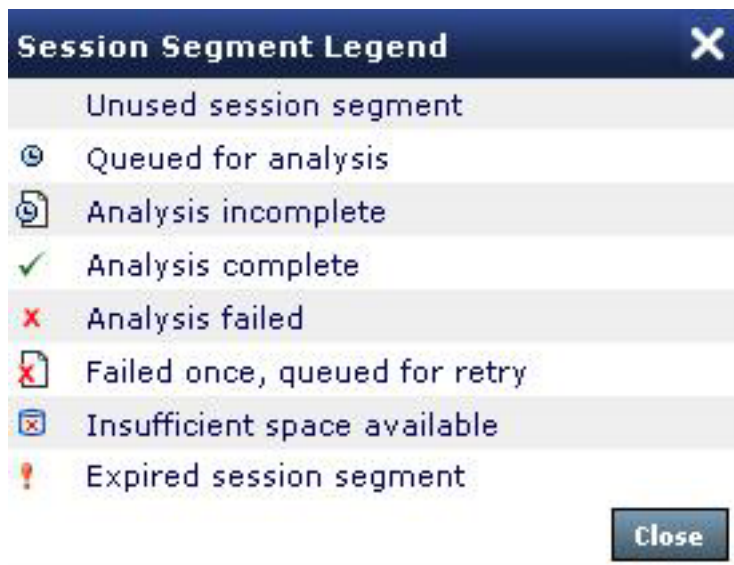 Session Segment Legend
Unused session segment
Queued for analysis
Analysis incomplete
Analysis complete
Analysis failed
Failed once, queued for retry
Insufficient space available
Expired session segment
Close